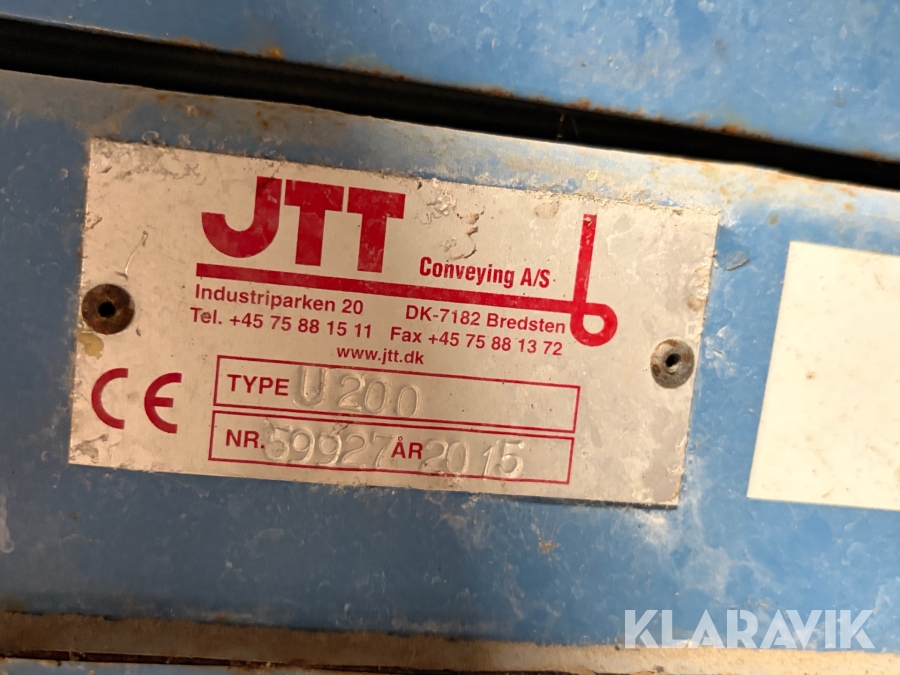 JTT
Conveying A/S
Industriparken 20 DK-7182 Bredsten
Tel. +45 75 88 15 11 Fax +45 75 88 13 72
www.jtt.dk
CE
TYPE U 200
NR. 59927 ÅR 2015
KLARAVIK